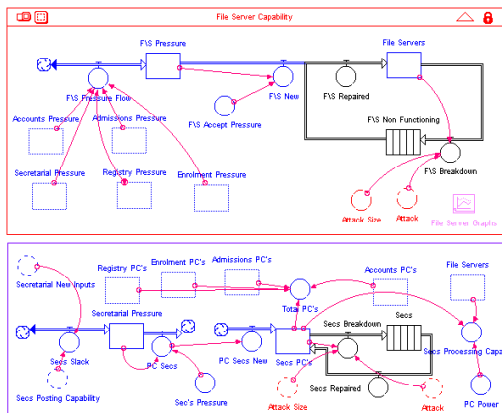 File Server Capability
F\S Pressure
File Servers
F\S Pressure Flow
F\S New
F\S Repaired
Accounts Pressure
Admissions Pressure
F\S Accept Pressure
F\S Non Functioning
Secretarial Pressure
Registry Pressure
Enrolment Pressure
F\S Breakdown
Attack Size
Attack
File Server Graphs
Secretarial New Inputs
Registry PC's
Enrolment PC's
Admissions PC's
Accounts PC's
File Servers
Secretarial Pressure
Total PC's
Secs Breakdown
Secs
Secs Slack
PC Secs
PC Secs New
Secs PC's
Secs Processing Capa
Secs Posting Capability
Sec's Pressure
Attack Size
Secs Repaired
Attack
PC Power